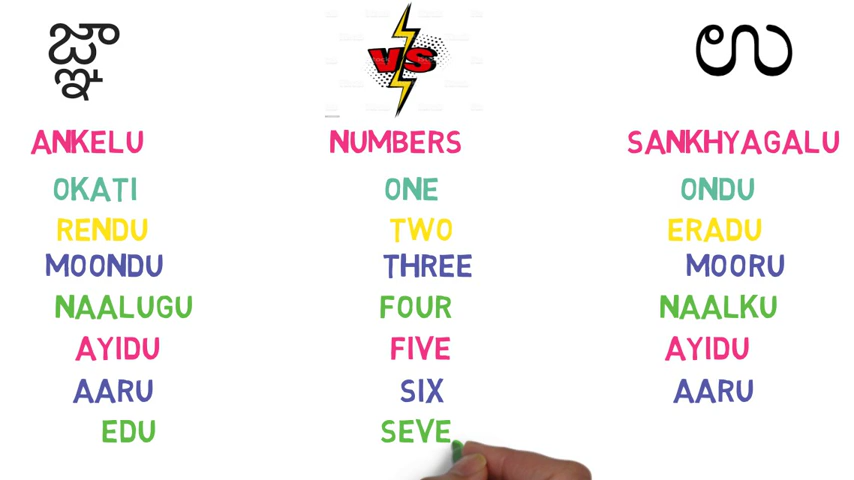 జ్ఞా VS ಉ
ANKELU NUMBERS SANKHYAGALU
OKATI ONE ONDU
RENDU TWO ERADU
MOONDU THREE MOORU
NAALUGU FOUR NAALKU
AYIDU FIVE AYIDU
AARU SIX AARU
EDU SEVE